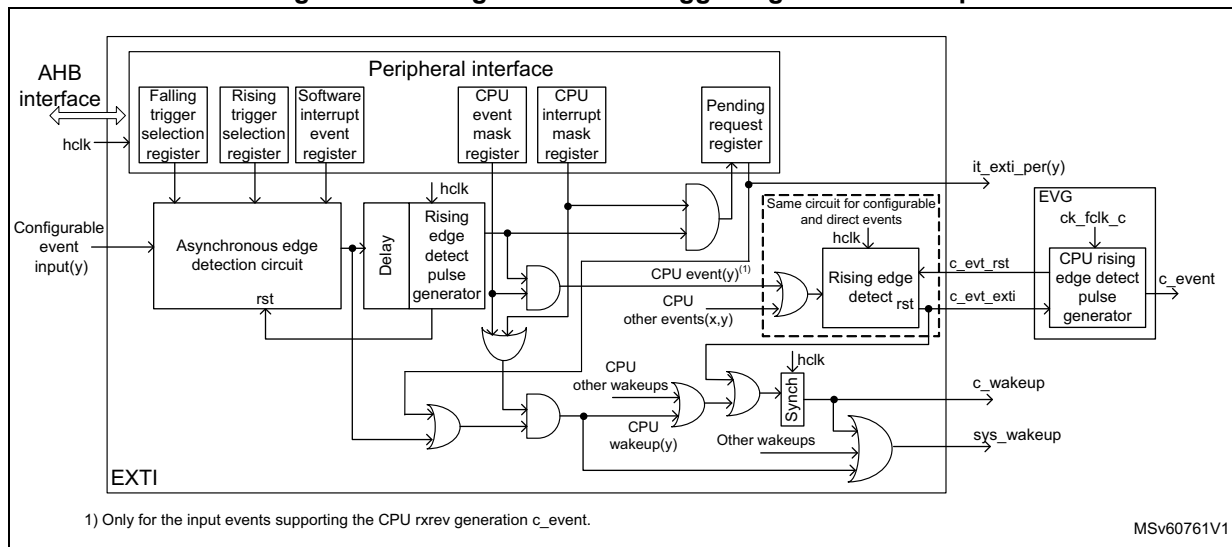 Peripheral interface
AHB
interface
hclk
Falling
trigger
selection
register
Rising
trigger
selection
register
Software
interrupt
event
register
CPU
event
mask
register
CPU
interrupt
mask
register
Pending
request
register
it_exti_per(y)
Configurable
event
input(y)
Asynchronous edge
detection circuit
rst
Delay
hclk
Rising
edge
detect
pulse
generator
Same circuit for configurable
and direct events
hclk
Rising edge
detect
rst
CPU event(y)(1)
CPU
other events(x,y)
c_evt_rst
c_evt_exti
EVG
ck_fclk_c
CPU rising
edge detect
pulse
generator
c_event
CPU
other wakeups
CPU
wakeup(y)
hclk
Synch
c_wakeup
Other wakeups
sys_wakeup
EXTI
1) Only for the input events supporting the CPU rxrev generation c_event.
MSv60761V1